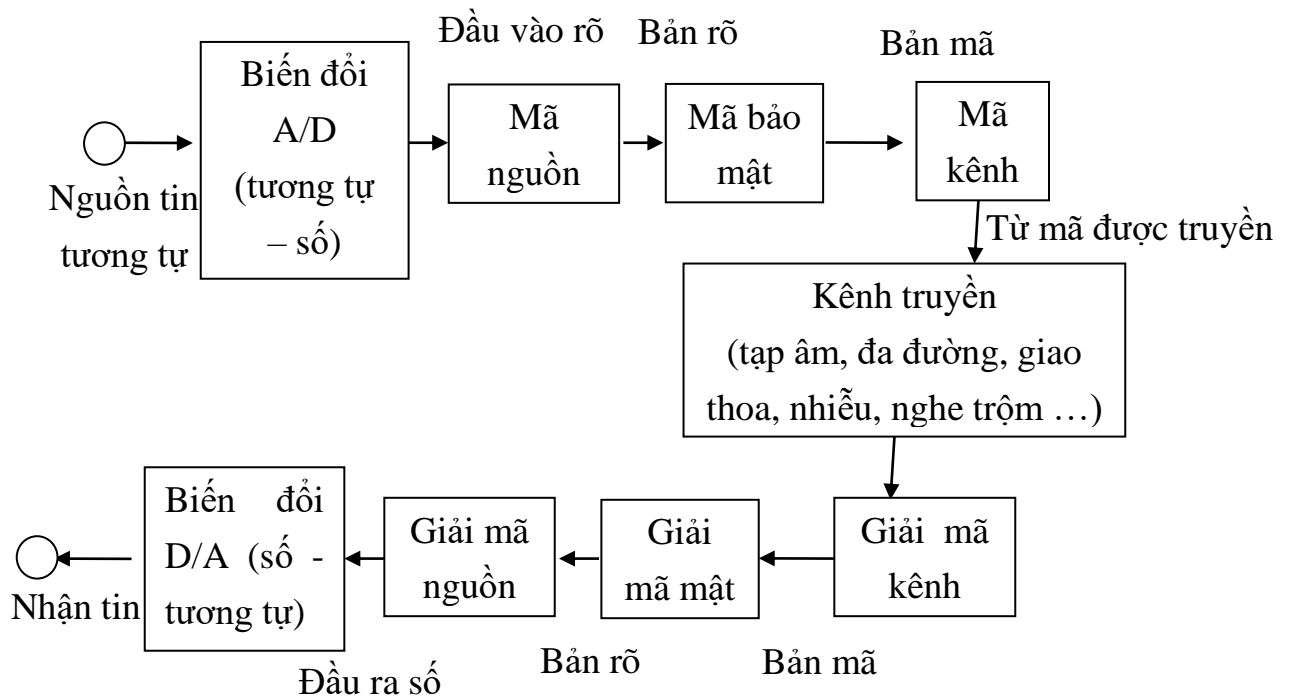 Đầu vào rõ
Bản rõ
Bản mã
Nguồn tin
tương tự
Biến đổi
A/D
(tương tự
– số)
Mã
nguồn
Mã bảo
mật
Mã
kênh
Từ mã được truyền
Kênh truyền
(tạp âm, đa đường, giao
thoa, nhiễu, nghe trộm …)
Giải mã
kênh
Bản mã
Giải
mã mật
Bản rõ
Giải mã
nguồn
Đầu ra số
Biến đổi
D/A (số -
tương tự)
Nhận tin